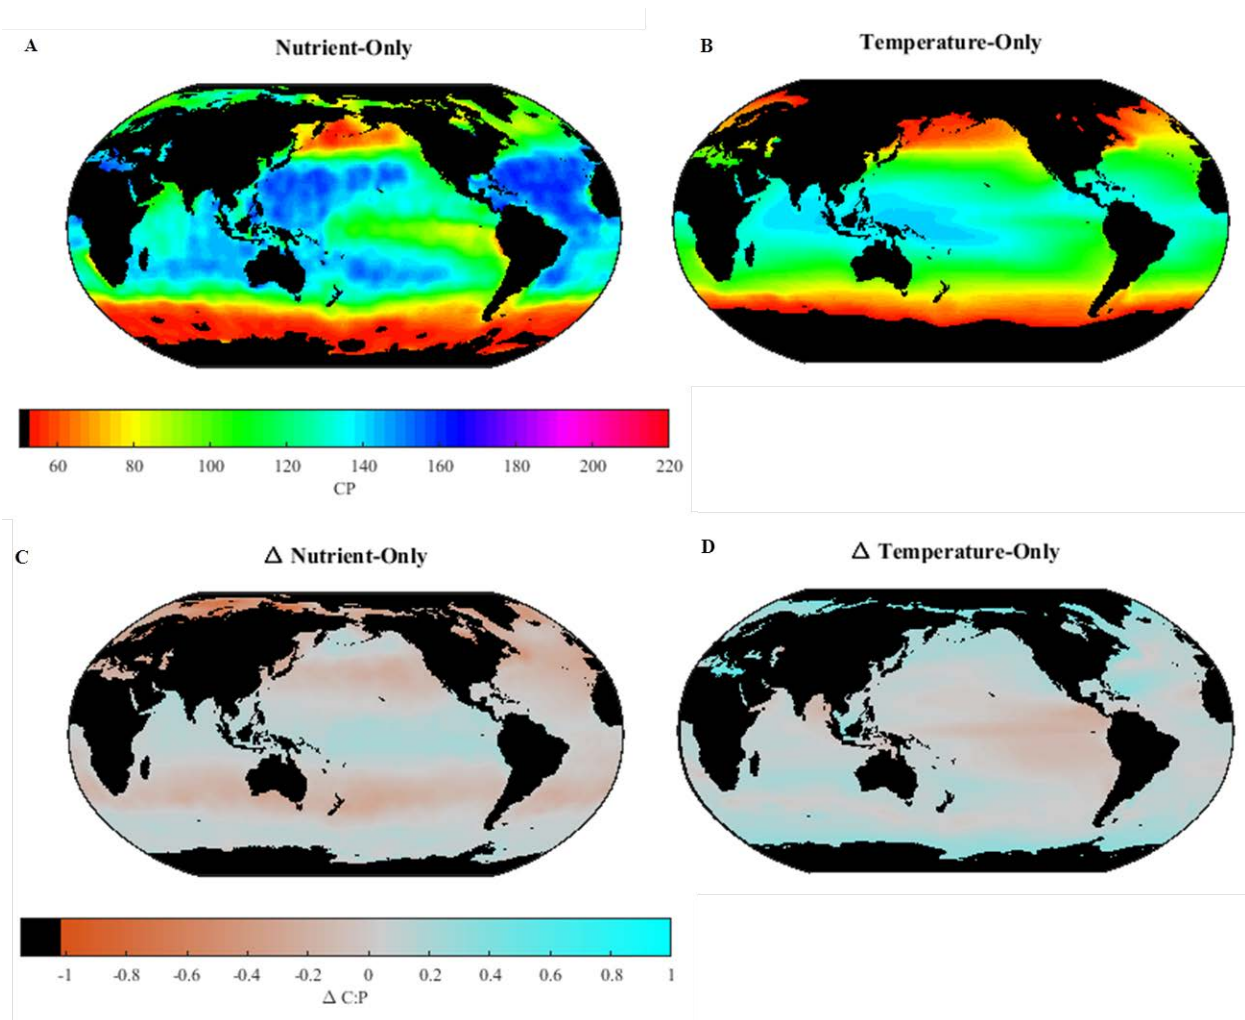 A
Nutrient-Only
B
Temperature-Only
60 80 100 120 140 160 180 200 220
CP
C
△ Nutrient-Only
D
△ Temperature-Only
-1 -0.8 -0.6 -0.4 -0.2 0 0.2 0.4 0.6 0.8 1
△ C:P